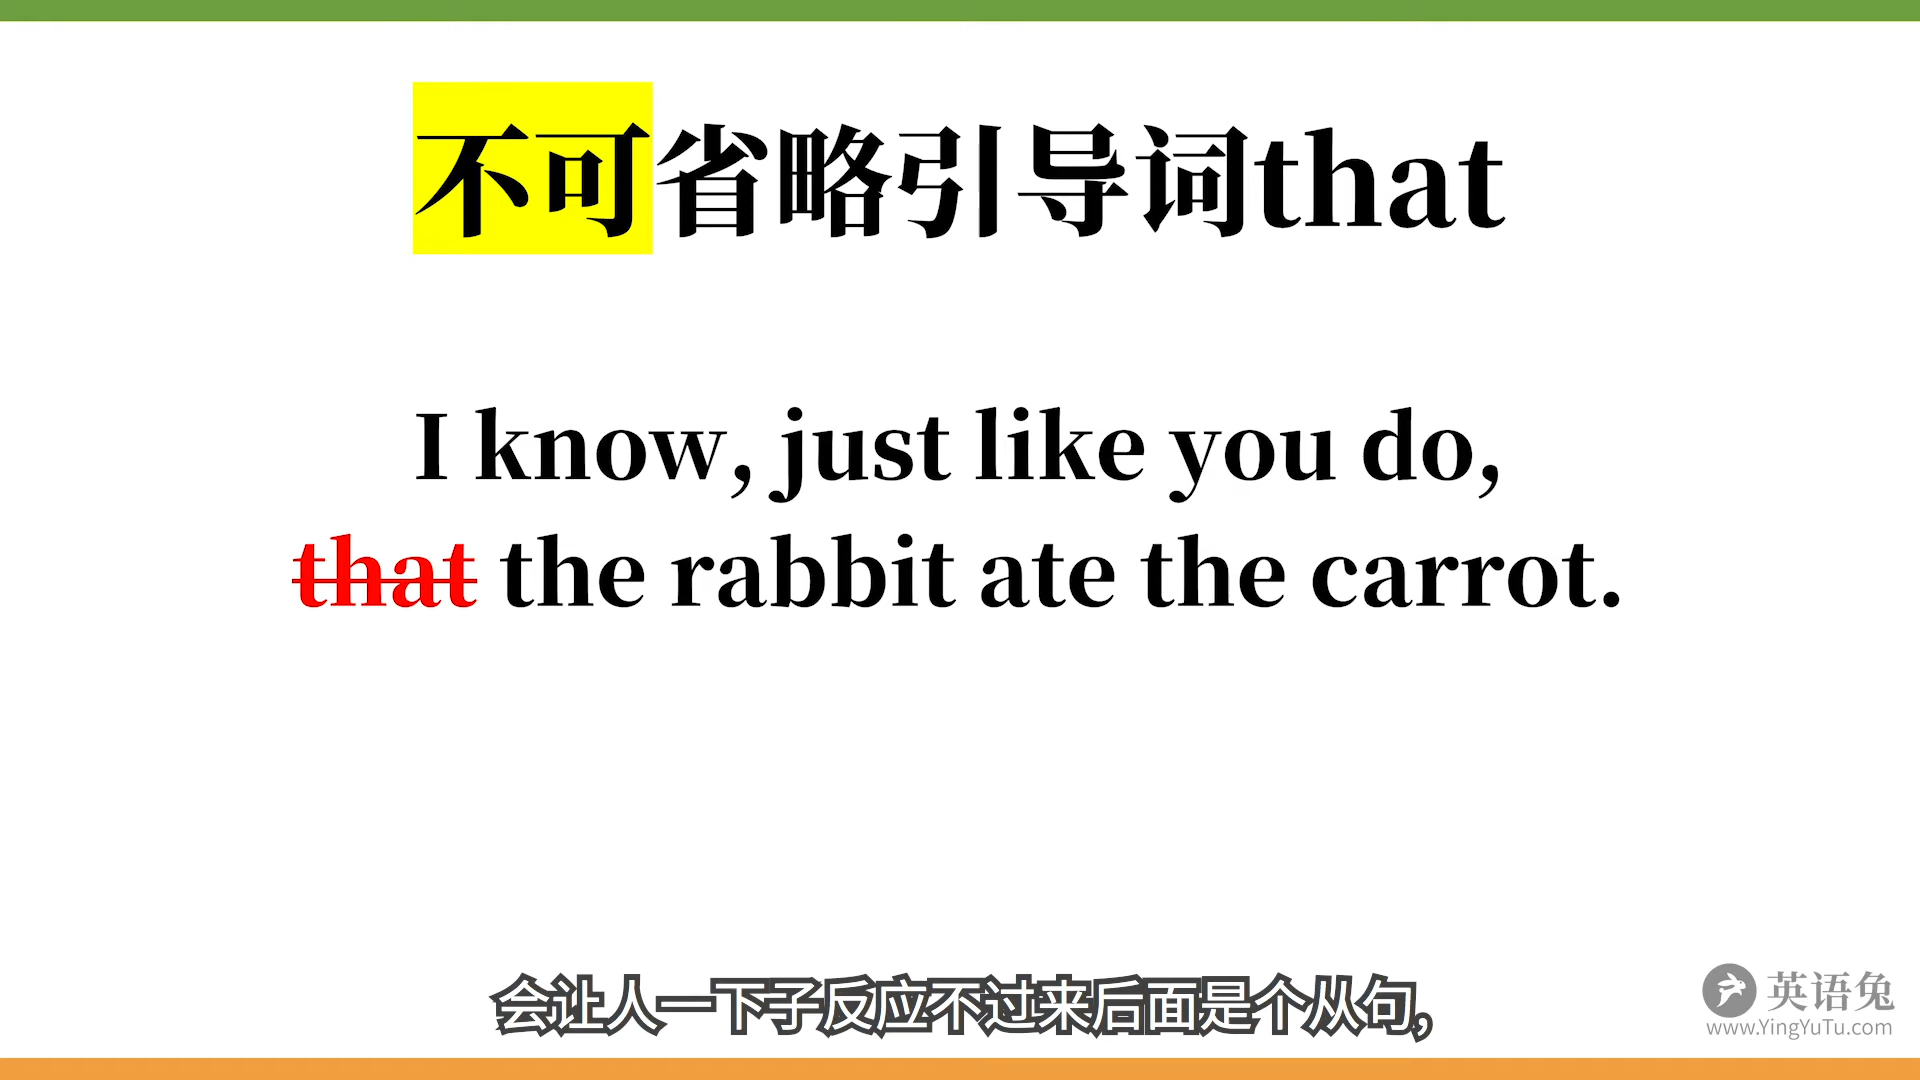 不可省略引导词that
I know, just like you do,
that the rabbit ate the carrot.
会让人一下子反应不过来后面是个从句,
英语兔
www.YingYuTu.com